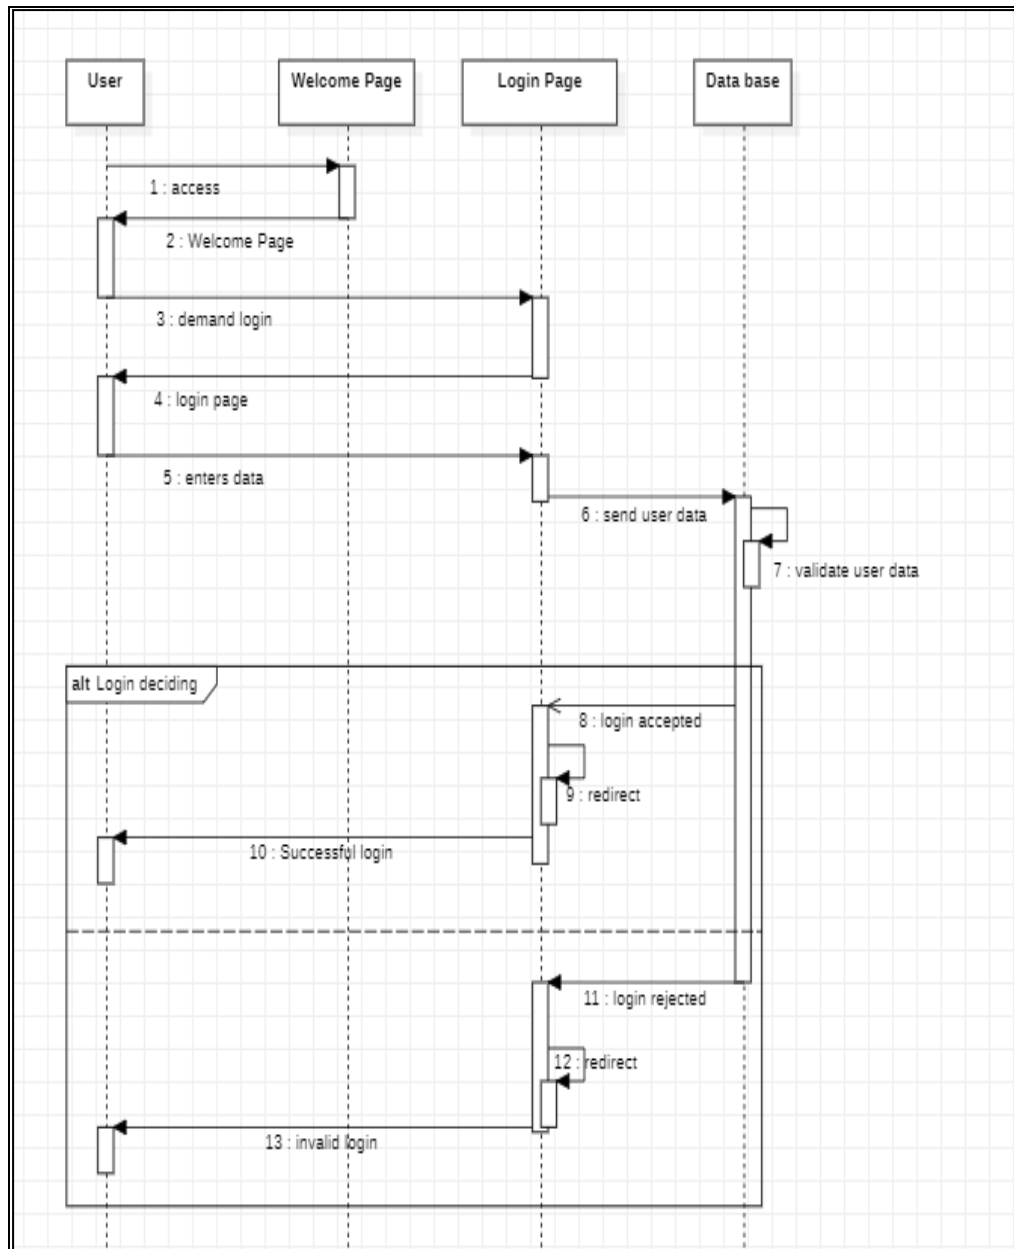 User
Welcome Page
Login Page
Data base
1 : access
2 : Welcome Page
3 : demand login
4 : login page
5 : enters data
6 : send user data
7 : validate user data
alt Login deciding
8 : login accepted
9 : redirect
10 : Successful login
11 : login rejected
12 : redirect
13 : invalid login